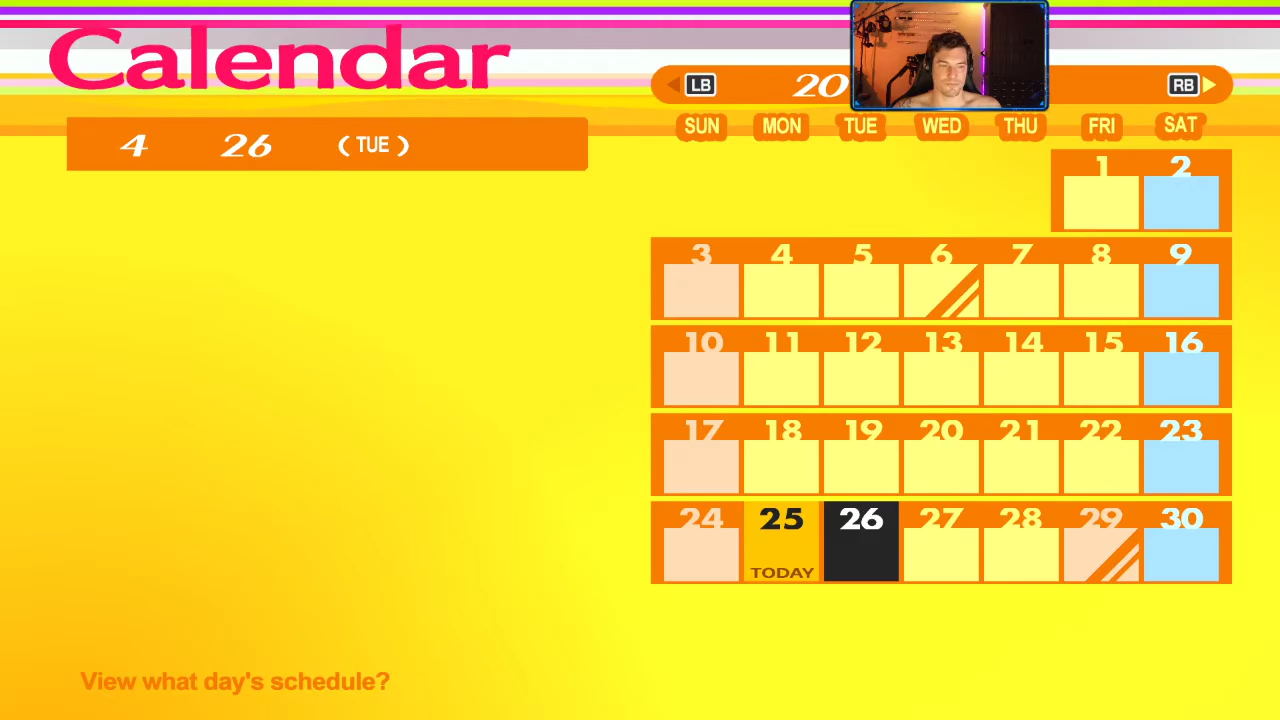 Calendar
LB 20 RB
SUN MON TUE WED THU FRI SAT
4 26 ( TUE )
1 2
3 4 5 6 7 8 9
10 11 12 13 14 15 16
17 18 19 20 21 22 23
24 25 26 27 28 29 30
TODAY
View what day's schedule?